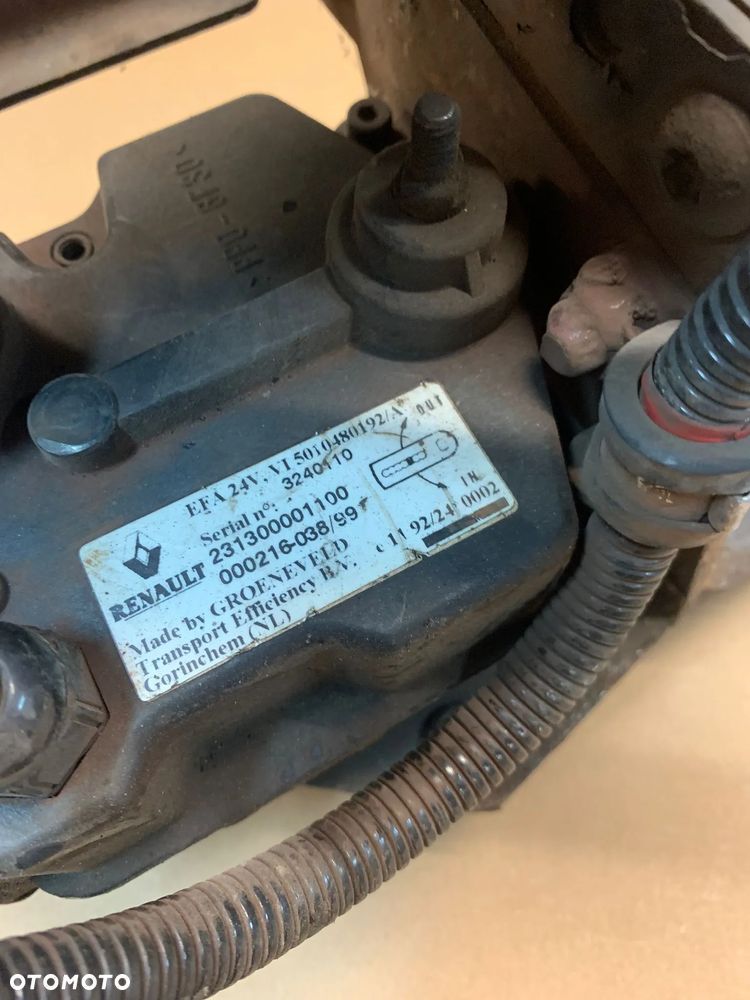 EFA 24V, VI 5010480192/A
Serial nº. 3240110
231300001100
000216-038/99
RENAULT
Made by GROENEVELD
Transport Efficiency B.V.
Gorinchem (NL)
OUT
IN
e 11 92/24 0002
OTOMOTO